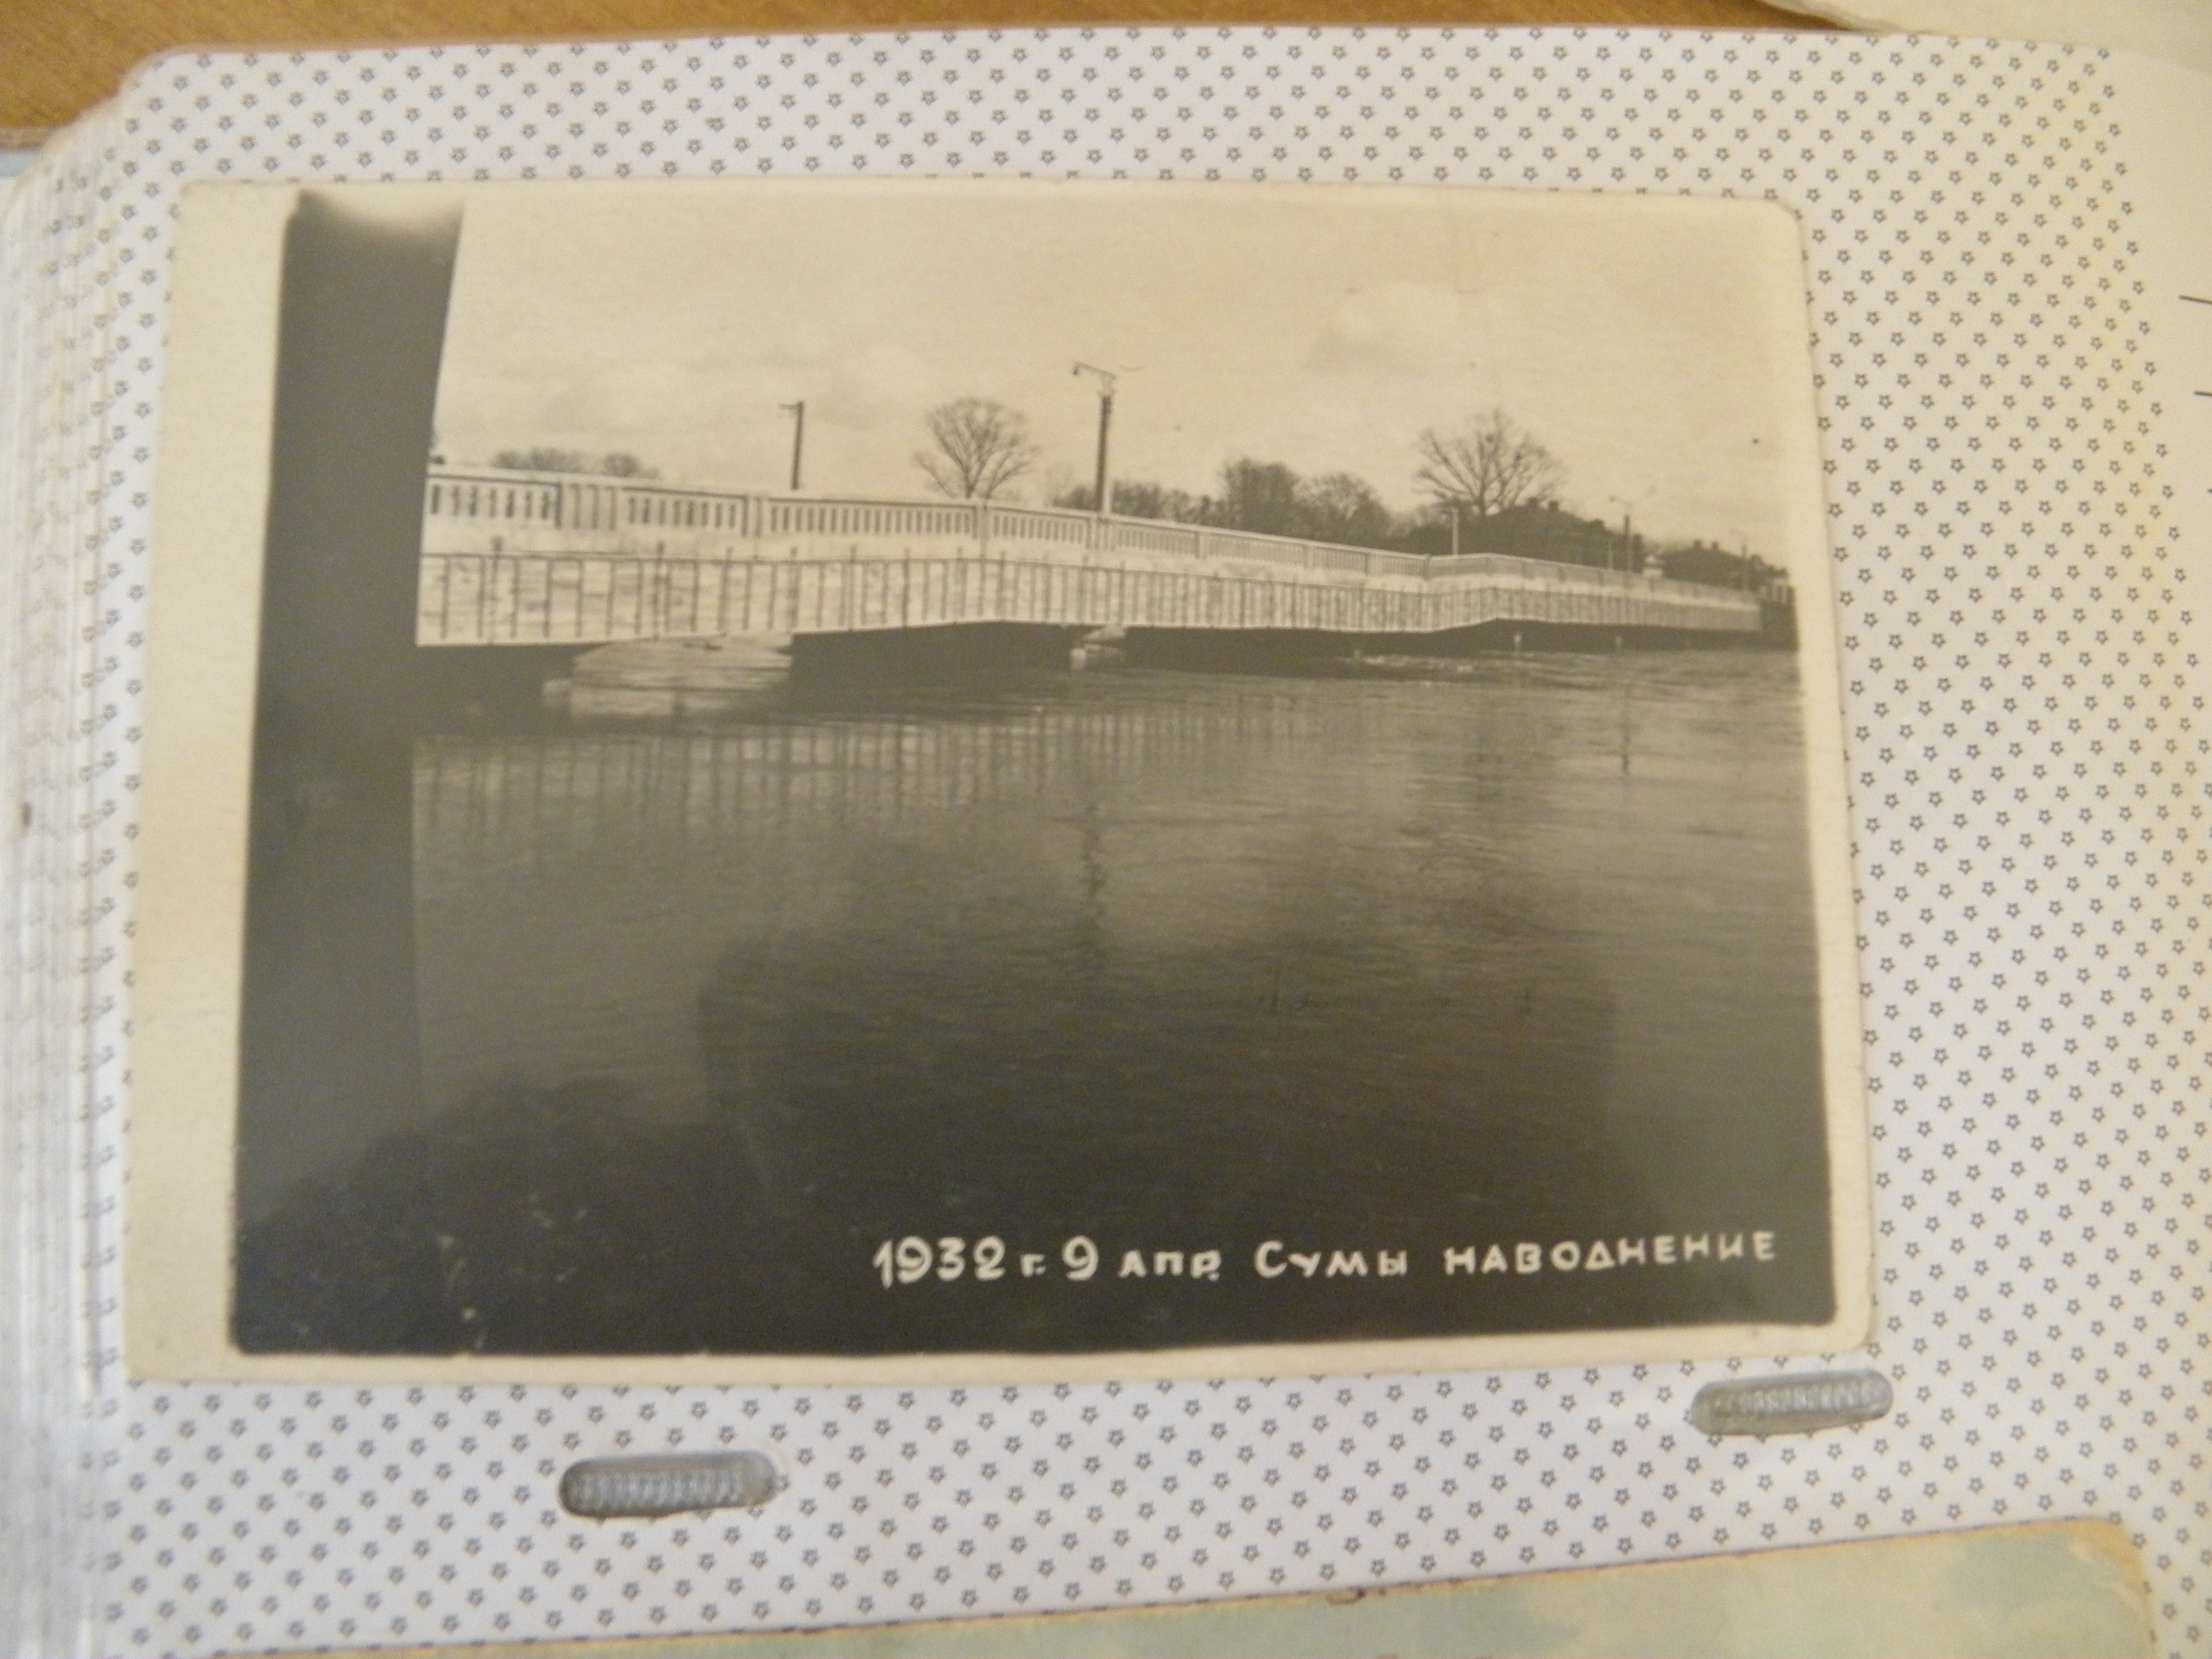 1932 г. 9 апр. Сумы наводнение